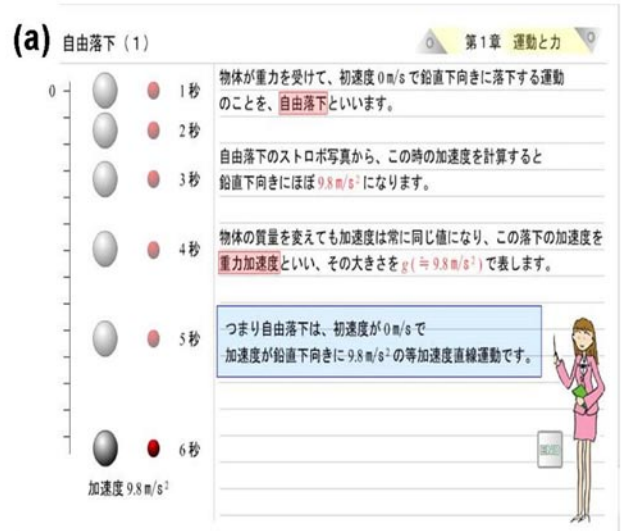 (a)
自由落下（1）
第1章 運動と力
0
1秒
2秒
3秒
4秒
5秒
6秒
加速度 9.8 m/s²
物体が重力を受けて、初速度 0 m/s で鉛直下向きに落下する運動
のことを、自由落下といいます。
自由落下のストロボ写真から、この時の加速度を計算すると
鉛直下向きにほぼ 9.8 m/s² になります。
物体の質量を変えても加速度は常に同じ値になり、この落下の加速度を
重力加速度といい、その大きさを g (≒ 9.8 m/s²) で表します。
つまり自由落下は、初速度が 0 m/s で
加速度が鉛直下向きに 9.8 m/s² の等加速度直線運動です。